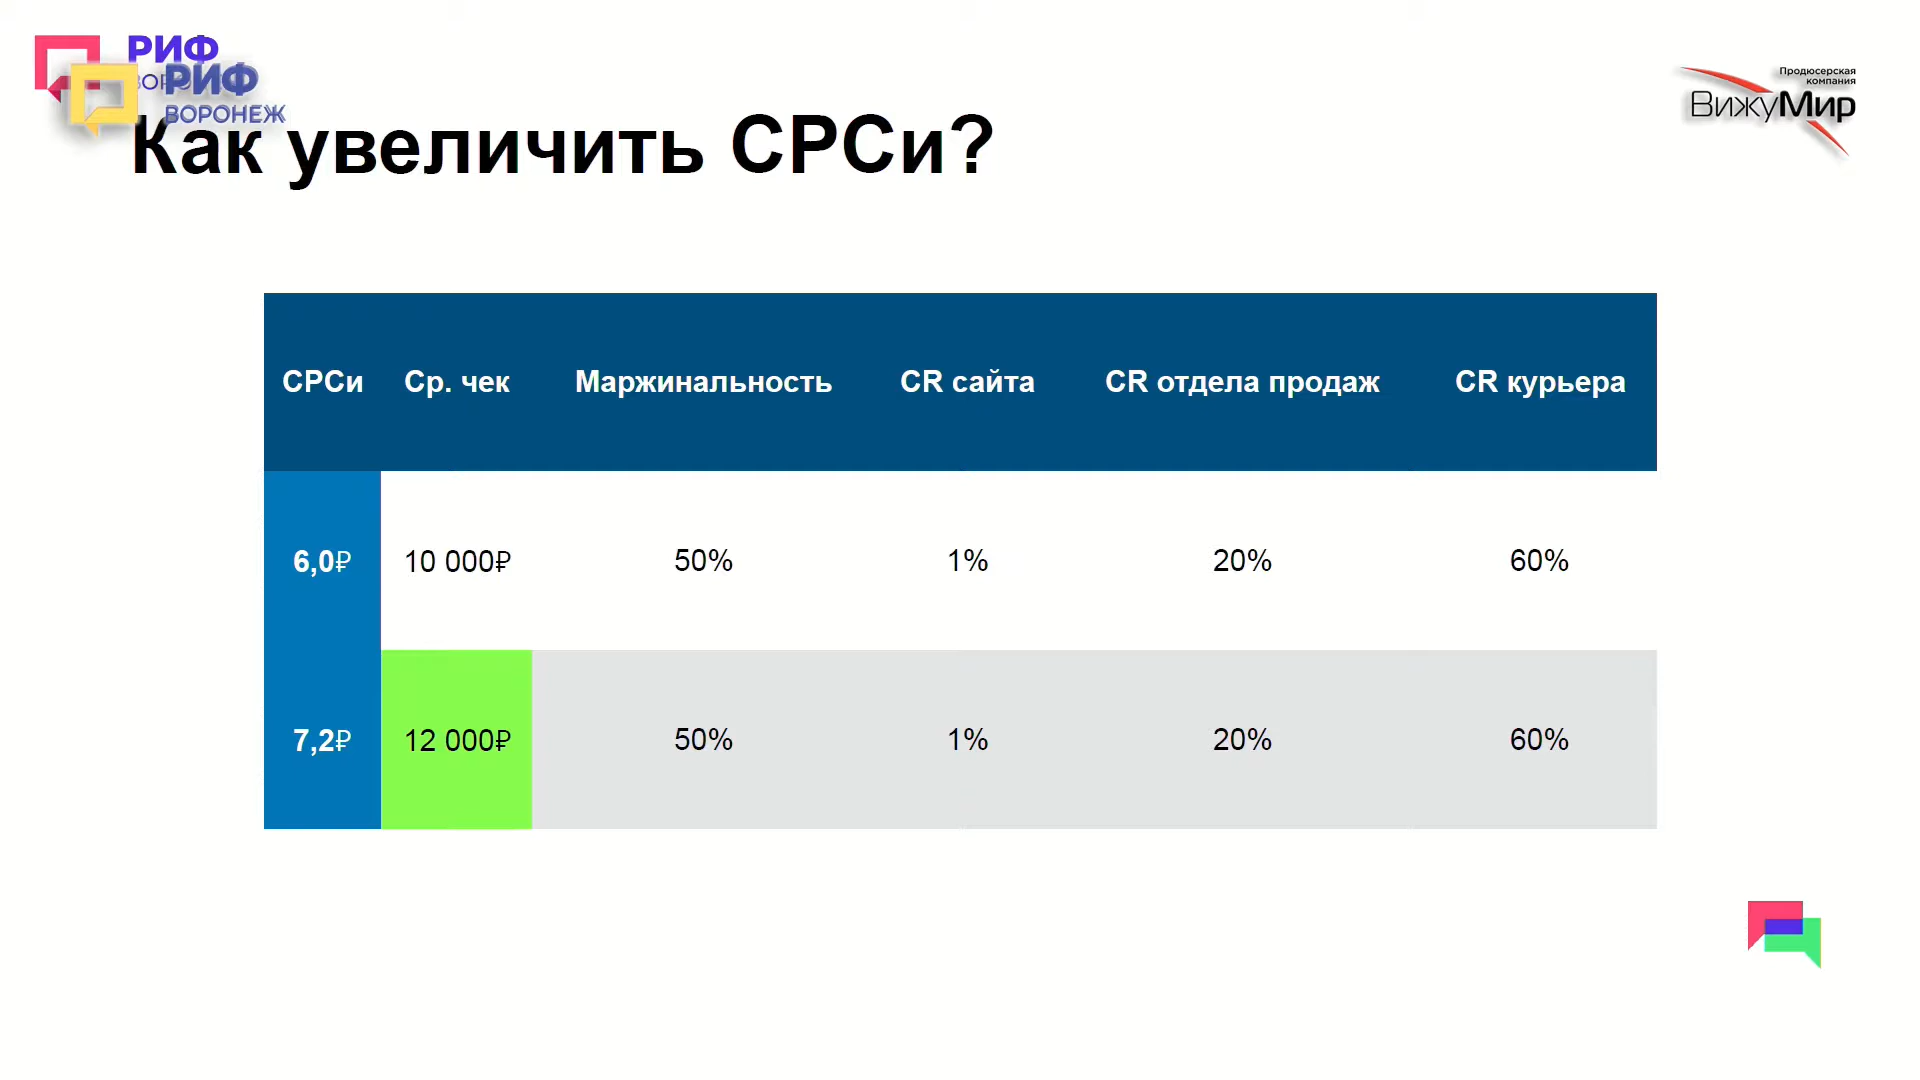 РИФ
РИФ
ВОРОНЕЖ
Продюсерская
компания
ВижуМир
Как увеличить СРСи?
СРСи Ср. чек Маржинальность CR сайта CR отдела продаж CR курьера
6,0₽ 10 000₽ 50% 1% 20% 60%
7,2₽ 12 000₽ 50% 1% 20% 60%